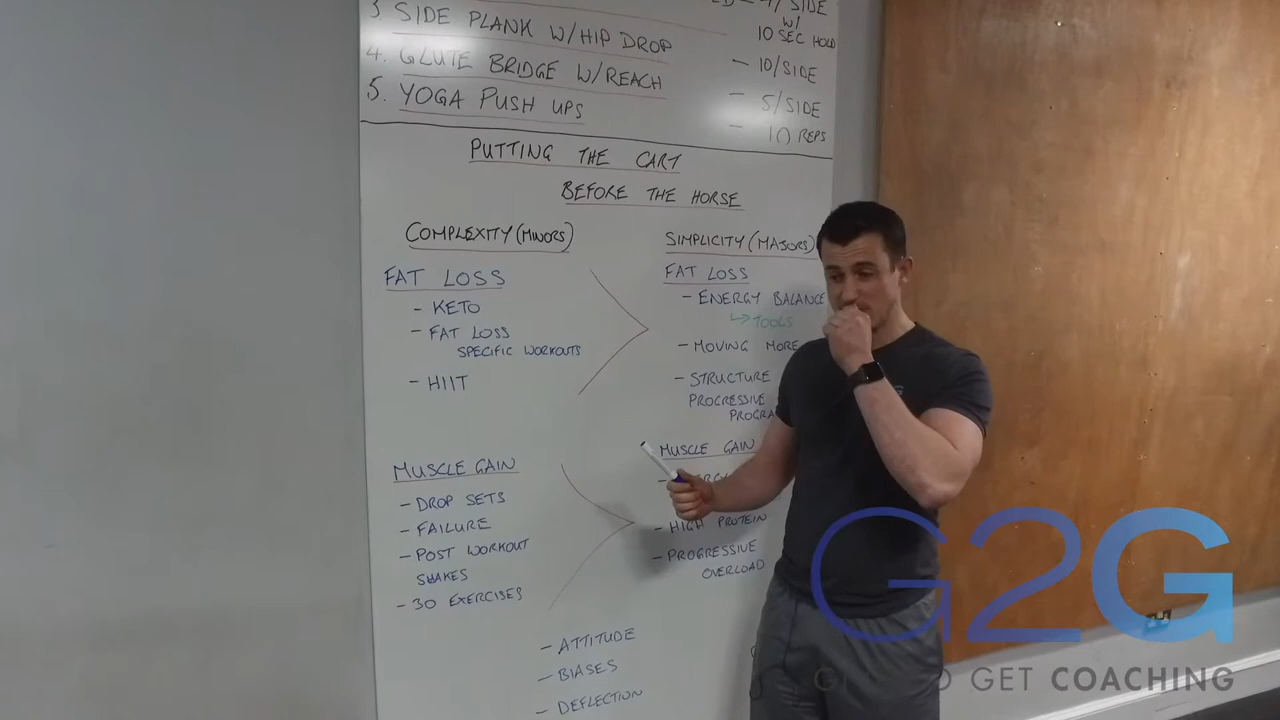 3. SIDE PLANK W/HIP DROP
4. GLUTE BRIDGE W/REACH
5. YOGA PUSH UPS
/ SIDE
W/
10 SEC HOLD
— 10/SIDE
— 5/SIDE
— 10 REPS
PUTTING THE CART
BEFORE THE HORSE
COMPLEXITY (MINORS)
FAT LOSS
- KETO
- FAT LOSS
SPECIFIC WORKOUTS
- HIIT
MUSCLE GAIN
- DROP SETS
- FAILURE
- POST WORKOUT
SHAKES
- 30 EXERCISES
SIMPLICITY (MAJORS)
FAT LOSS
- ENERGY BALANCE
↳ TOOLS
- MOVING MORE
- STRUCTURE
PROGRESSIVE
PROGRA
MUSCLE GAIN
- HIGH PROTEIN
- PROGRESSIVE
OVERLOAD
- ATTITUDE
- BIASES
- DEFLECTION
G2G
GET COACHING